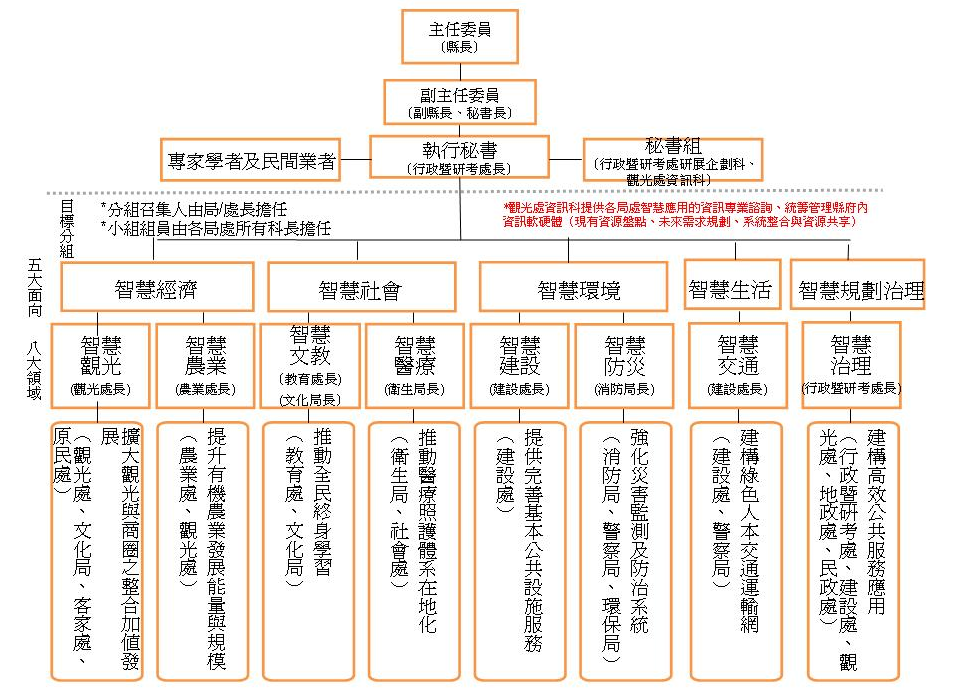 主任委員
(縣長)
副主任委員
(副縣長、秘書長)
專家學者及民間業者
執行秘書
(行政暨研考處長)
秘書組
(行政暨研考處研展企劃科、
觀光處資訊科)
目標分組
*分組召集人由局/處長擔任
*小組組員由各局處所有科長擔任
*觀光處資訊科提供各局處智慧應用的資訊專業諮詢、統籌管理縣府內
資訊軟硬體（現有資源盤點、未來需求規劃、系統整合與資源共享）
五大面向
智慧經濟
智慧社會
智慧環境
智慧生活
智慧規劃治理
八大領域
智慧
觀光
(觀光處長)
智慧
農業
(農業處長)
智慧
文教
(教育處長)
(文化局長)
智慧
醫療
(衛生局長)
智慧
建設
(建設處長)
智慧
防災
(消防局長)
智慧
交通
(建設處長)
智慧
治理
(行政暨研考處長)
擴大觀光與商圈之整合加值發
展
（觀光處、文化局、客家處、
原民處）
提升有機農業發展能量與規模
（農業處、觀光處）
推動全民終身學習
（教育處、文化局）
推動醫療照護體系在地化
（衛生局、社會處）
提供完善基本公共設施服務
（建設處）
強化災害監測及防治系統
（消防局、警察局、環保局）
建構綠色人本交通運輸網
（建設處、警察局）
建構高效公共服務應用
（行政暨研考處、建設處、觀
光處、地政處、民政處）